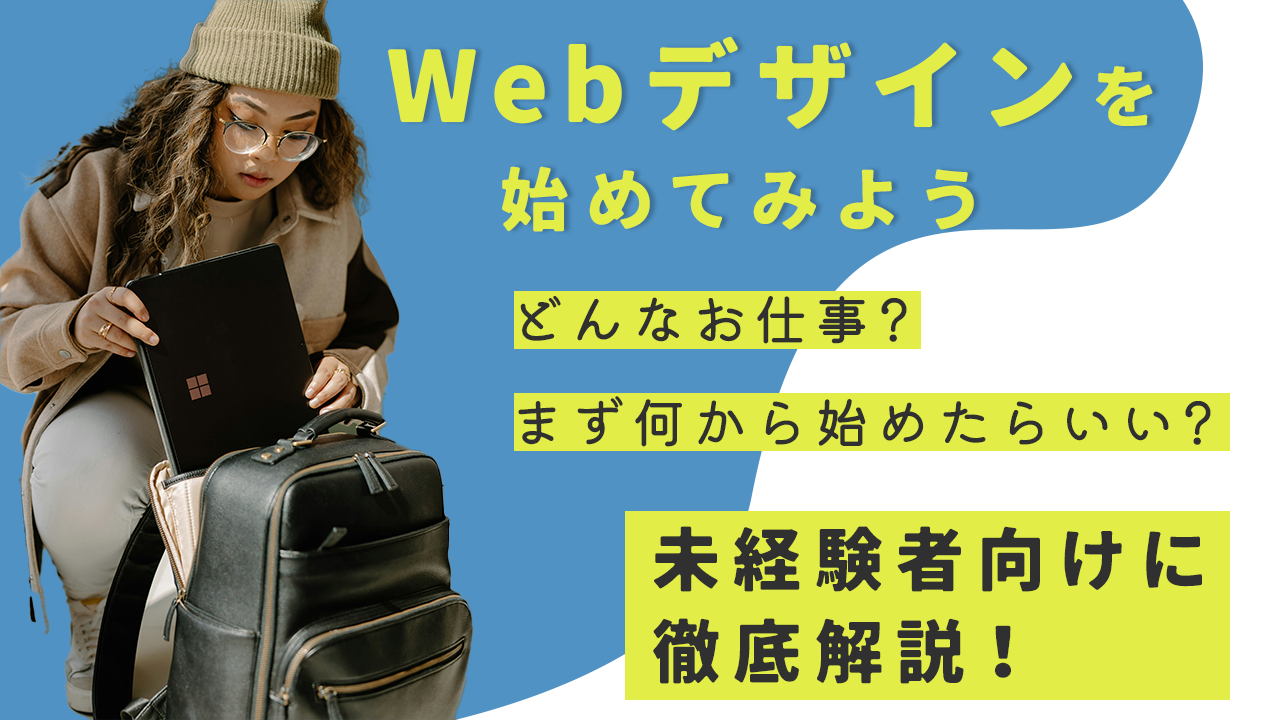 Webデザインを
始めてみよう
どんなお仕事?
まず何から始めたらいい?
未経験者向けに
徹底解説!